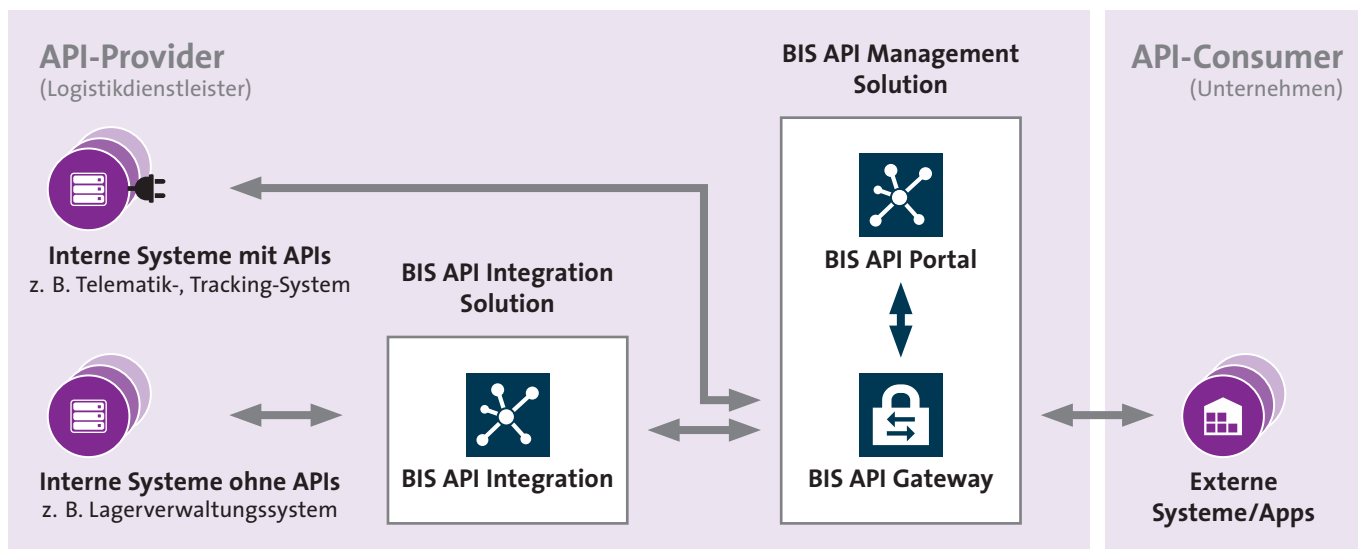 API-Provider
(Logistikdienstleister)
BIS API Management
Solution
API-Consumer
(Unternehmen)
Interne Systeme mit APIs
z. B. Telematik-, Tracking-System
BIS API Integration
Solution
BIS API Portal
Interne Systeme ohne APIs
z. B. Lagerverwaltungssystem
BIS API Integration
BIS API Gateway
Externe
Systeme/Apps